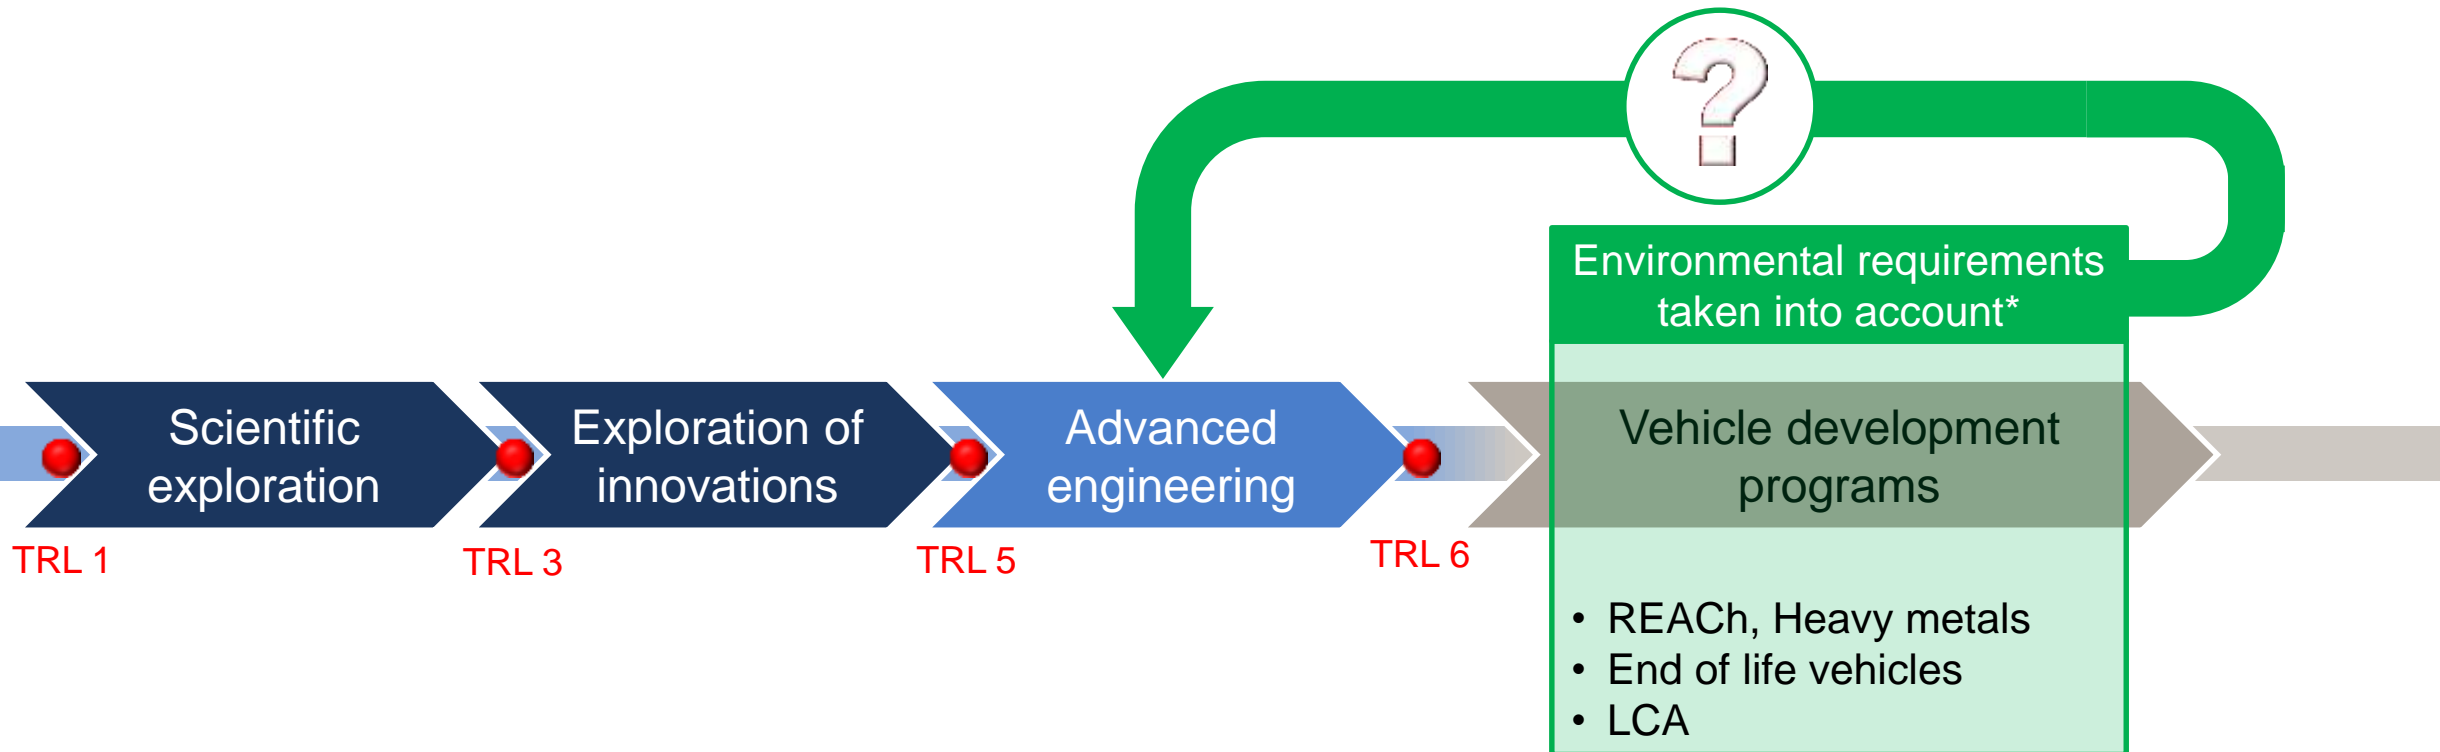 ?
Environmental requirements
taken into account*
Scientific
exploration
Exploration of
innovations
Advanced
engineering
Vehicle development
programs
TRL 1
TRL 3
TRL 5
TRL 6
• REACh, Heavy metals
• End of life vehicles
• LCA